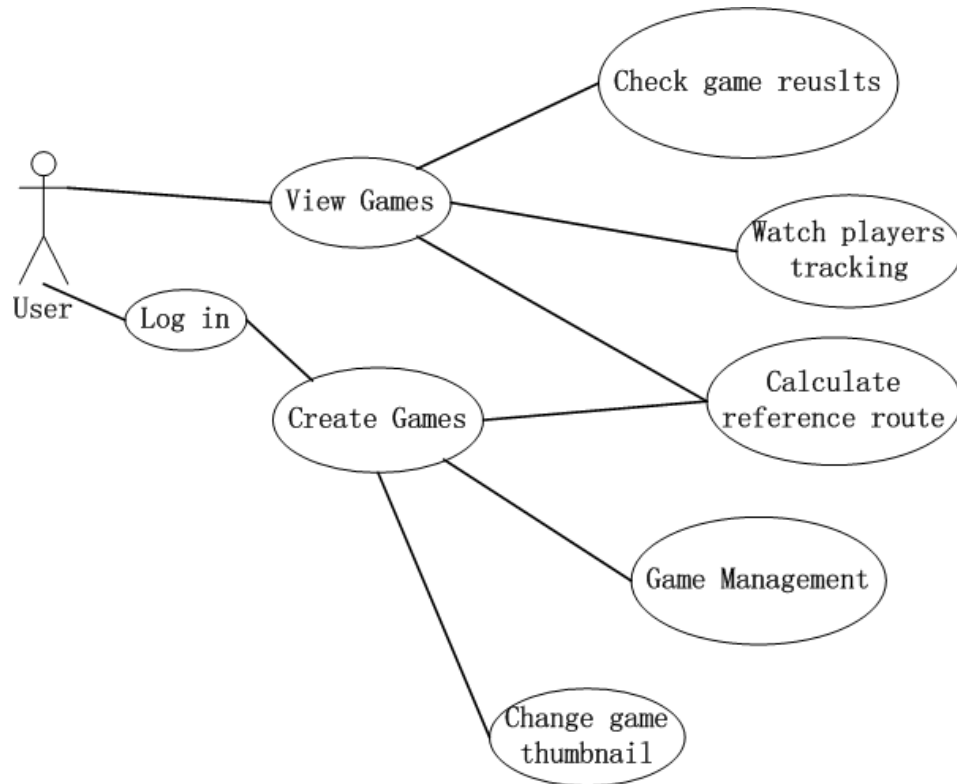 Check game reuslts
View Games
Watch players
tracking
User
Log in
Calculate
reference route
Create Games
Game Management
Change game
thumbnail